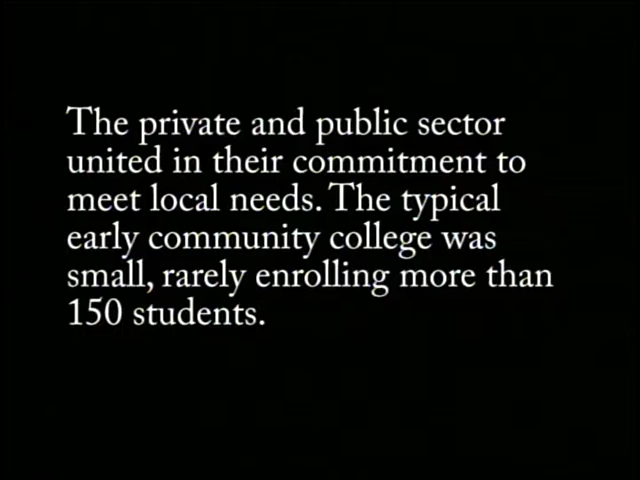 The private and public sector
united in their commitment to
meet local needs. The typical
early community college was
small, rarely enrolling more than
150 students.